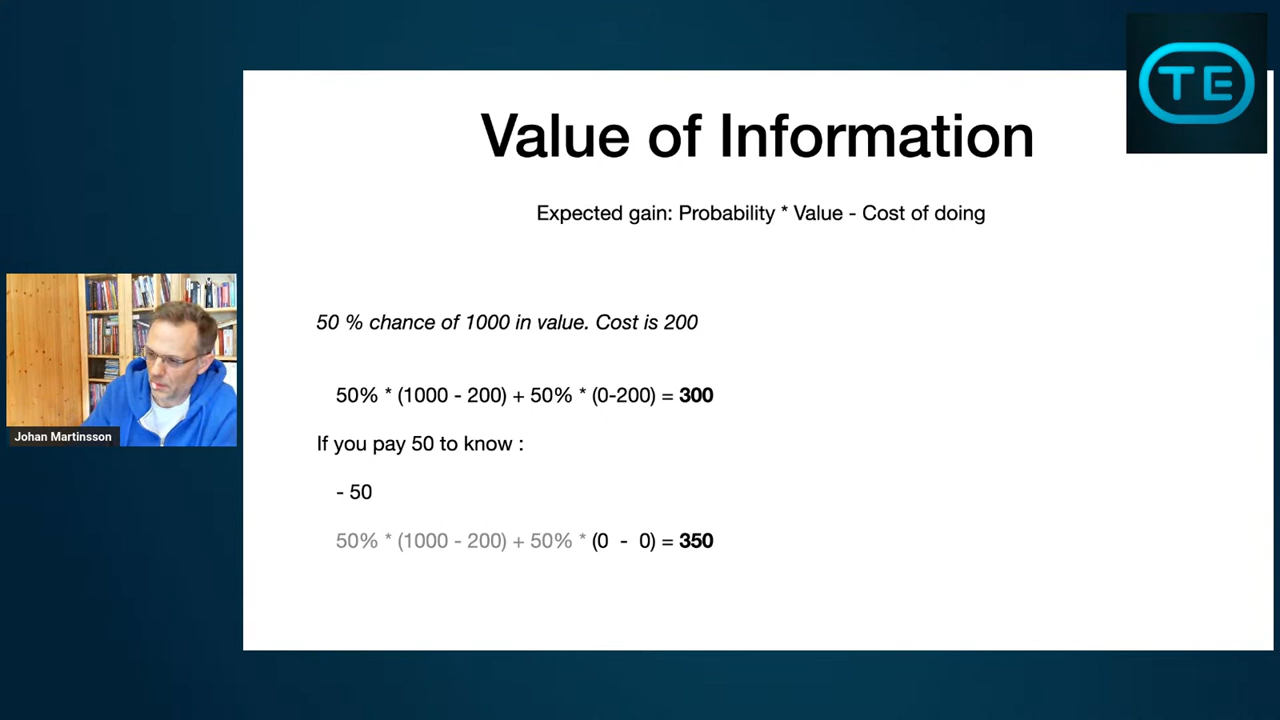 TE
Value of Information
Expected gain: Probability * Value - Cost of doing
50 % chance of 1000 in value. Cost is 200
50% * (1000 - 200) + 50% * (0-200) = 300
If you pay 50 to know :
- 50
50% * (1000 - 200) + 50% * (0 - 0) = 350
Johan Martinsson